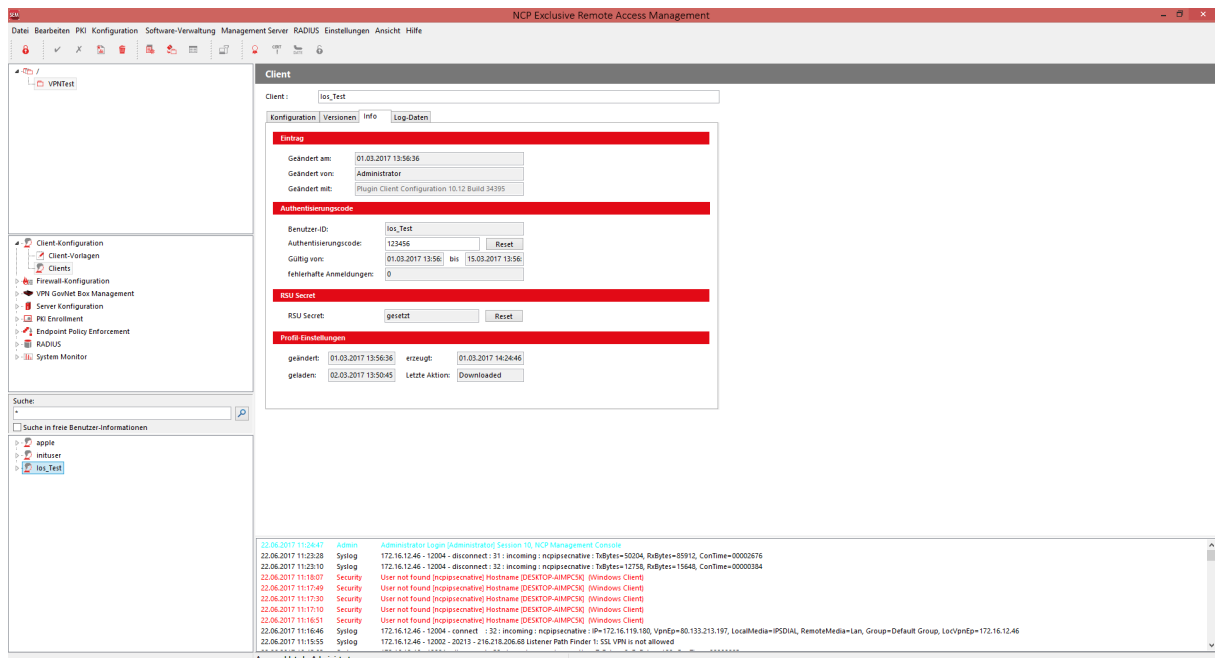 SEM NCP Exclusive Remote Access Management
Datei Bearbeiten PKI Konfiguration Software-Verwaltung Management Server RADIUS Einstellungen Ansicht Hilfe
/
VPNTest
Client-Konfiguration
Client-Vorlagen
Clients
Firewall-Konfiguration
VPN GovNet Box Management
Server Konfiguration
PKI Enrollment
Endpoint Policy Enforcement
RADIUS
System Monitor
Suche:
*
Suche in freie Benutzer-Informationen
apple
inituser
Ios_Test
Client
Client : Ios_Test
Konfiguration Versionen Info Log-Daten
Eintrag
Geändert am: 01.03.2017 13:56:36
Geändert von: Administrator
Geändert mit: Plugin Client Configuration 10.12 Build 34395
Authentisierungscode
Benutzer-ID: Ios_Test
Authentisierungscode: 123456 Reset
Gültig von: 01.03.2017 13:56: bis 15.03.2017 13:56:
fehlerhafte Anmeldungen: 0
RSU Secret
RSU Secret: gesetzt Reset
Profil-Einstellungen
geändert: 01.03.2017 13:56:36 erzeugt: 01.03.2017 14:24:46
geladen: 02.03.2017 13:50:45 Letzte Aktion: Downloaded
22.06.2017 11:24:47 Admin Administrator Login [Administrator] Session 10, NCP Management Console
22.06.2017 11:23:28 Syslog 172.16.12.46 - 12004 - disconnect : 31 : incoming : ncpipsecnative : TxBytes=50204, RxBytes=85912, ConTime=00002676
22.06.2017 11:23:10 Syslog 172.16.12.46 - 12004 - disconnect : 32 : incoming : ncpipsecnative : TxBytes=12758, RxBytes=15648, ConTime=00000384
22.06.2017 11:18:07 Security User not found [ncpipsecnative] Hostname [DESKTOP-AIMPC5K] (Windows Client)
22.06.2017 11:17:49 Security User not found [ncpipsecnative] Hostname [DESKTOP-AIMPC5K] (Windows Client)
22.06.2017 11:17:30 Security User not found [ncpipsecnative] Hostname [DESKTOP-AIMPC5K] (Windows Client)
22.06.2017 11:17:10 Security User not found [ncpipsecnative] Hostname [DESKTOP-AIMPC5K] (Windows Client)
22.06.2017 11:16:51 Security User not found [ncpipsecnative] Hostname [DESKTOP-AIMPC5K] (Windows Client)
22.06.2017 11:16:46 Syslog 172.16.12.46 - 12004 - connect : 32 : incoming : ncpipsecnative : IP=172.16.119.180, VpnEp=80.133.213.197, LocalMedia=IPSDIAL, RemoteMedia=Lan, Group=Default Group, LocVpnEp=172.16.12.46
22.06.2017 11:15:55 Syslog 172.16.12.46 - 12002 - 20213 - 216.218.206.68 Listener Path Finder 1: SSL VPN is not allowed